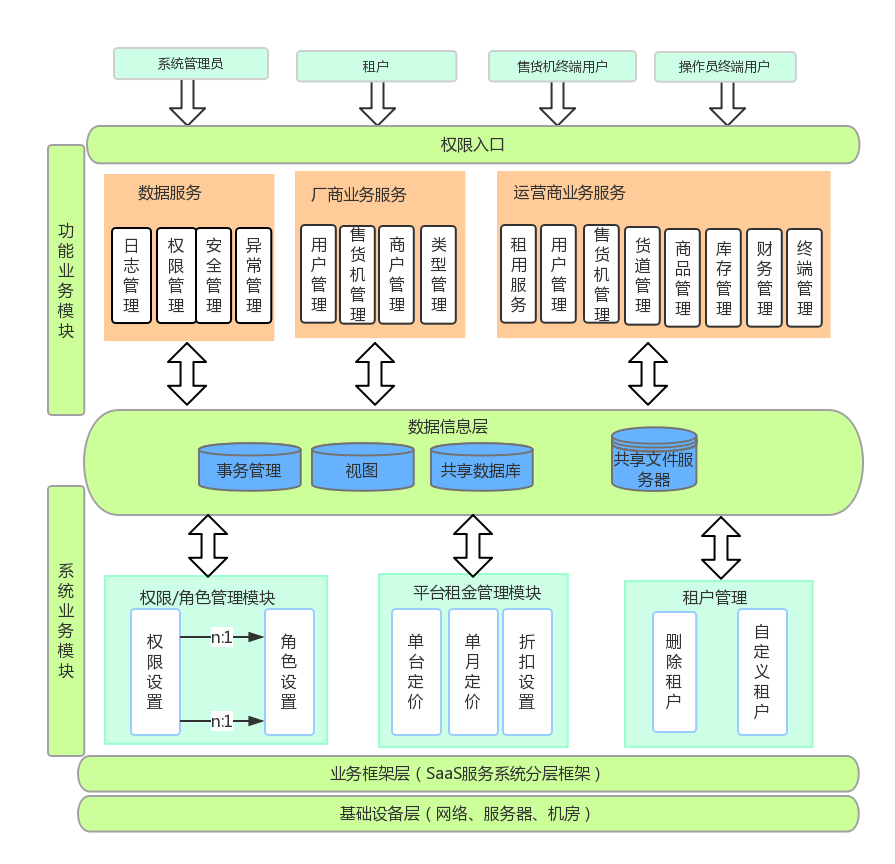 系统管理员
租户
售货机终端用户
操作员终端用户
权限入口
功能业务模块
数据服务
日志管理
权限管理
安全管理
异常管理
厂商业务服务
用户管理
售货机管理
商户管理
类型管理
运营商业务服务
租用服务
用户管理
售货机管理
货道管理
商品管理
库存管理
财务管理
终端管理
数据信息层
事务管理
视图
共享数据库
共享文件服
务器
系统业务模块
权限/角色管理模块
权限设置
n:1
n:1
角色设置
平台租金管理模块
单台定价
单月定价
折扣设置
租户管理
删除租户
自定义租户
业务框架层（SaaS服务系统分层框架）
基础设备层（网络、服务器、机房）